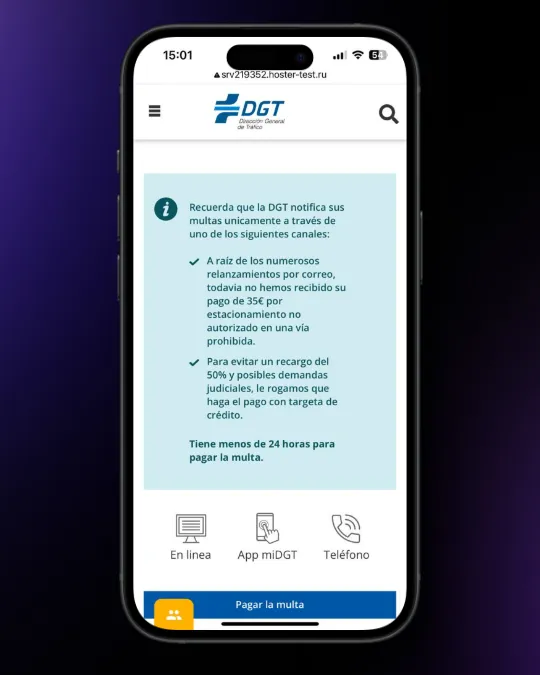 15:01
54
srv219352.hoster-test.ru
DGT
Dirección General
de Tráfico
Recuerda que la DGT notifica sus
multas unicamente a través de
uno de los siguientes canales:
A raíz de los numerosos
relanzamientos por correo,
todavia no hemos recibido su
pago de 35€ por
estacionamiento no
autorizado en una vía
prohibida.
Para evitar un recargo del
50% y posibles demandas
judiciales, le rogamos que
haga el pago con targeta de
crédito.
Tiene menos de 24 horas para
pagar la multa.
En linea
App miDGT
Teléfono
Pagar la multa